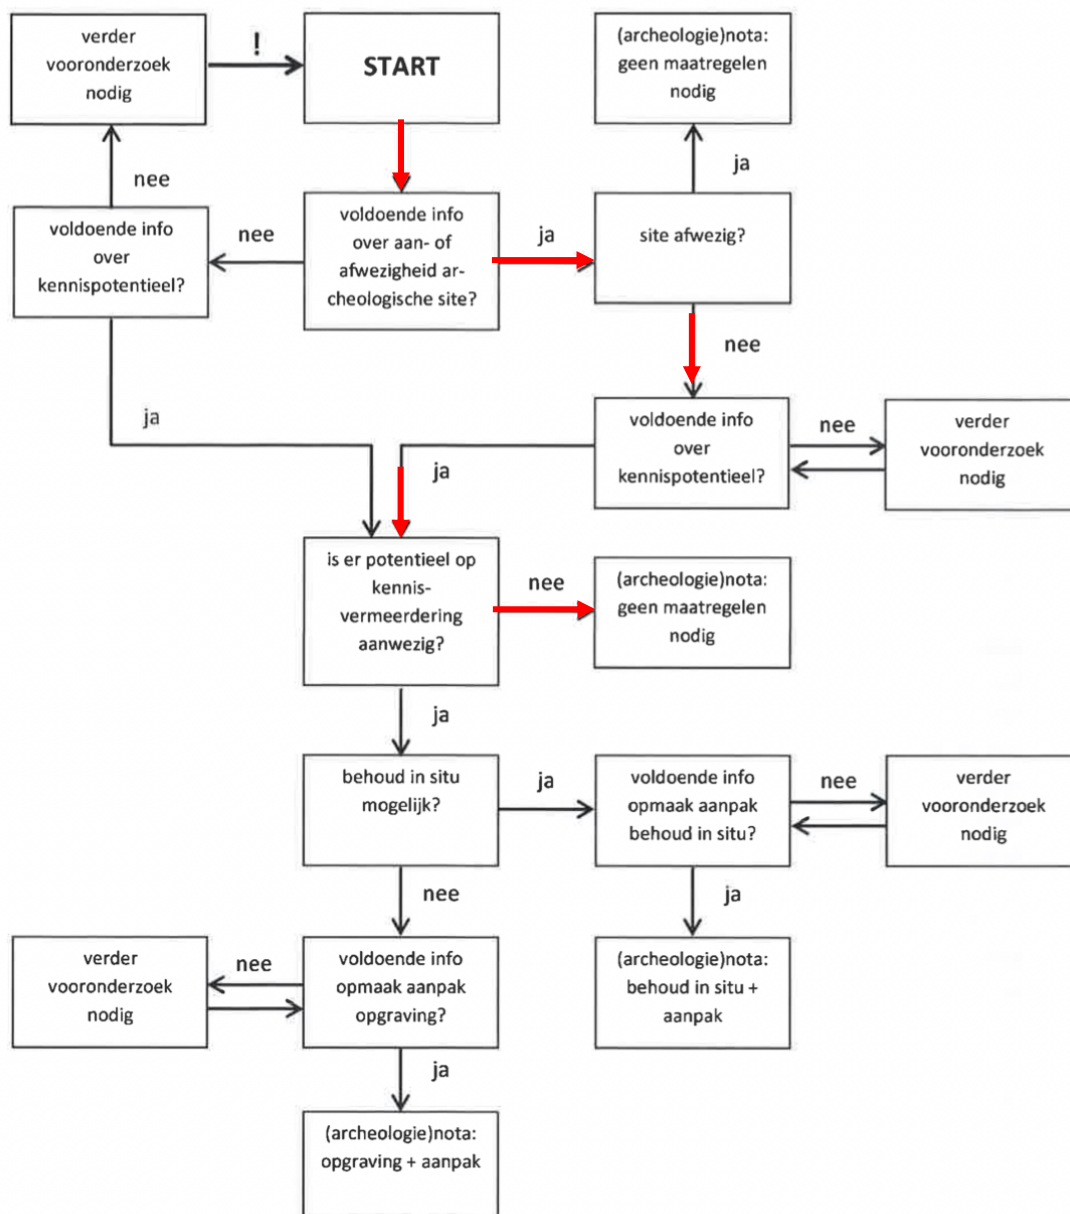 verder
vooronderzoek
nodig
!
START
(archeologie)nota:
geen maatregelen
nodig
nee
ja
voldoende info
over
kennispotentieel?
nee
voldoende info
over aan- of
afwezigheid ar-
cheologische site?
ja
site afwezig?
nee
ja
voldoende info
over
kennispotentieel?
nee
verder
vooronderzoek
nodig
ja
is er potentieel op
kennis-
vermeerdering
aanwezig?
nee
(archeologie)nota:
geen maatregelen
nodig
ja
behoud in situ
mogelijk?
ja
voldoende info
opmaak aanpak
behoud in situ?
nee
verder
vooronderzoek
nodig
nee
ja
verder
vooronderzoek
nodig
nee
voldoende info
opmaak aanpak
opgraving?
(archeologie)nota:
behoud in situ +
aanpak
ja
(archeologie)nota:
opgraving + aanpak